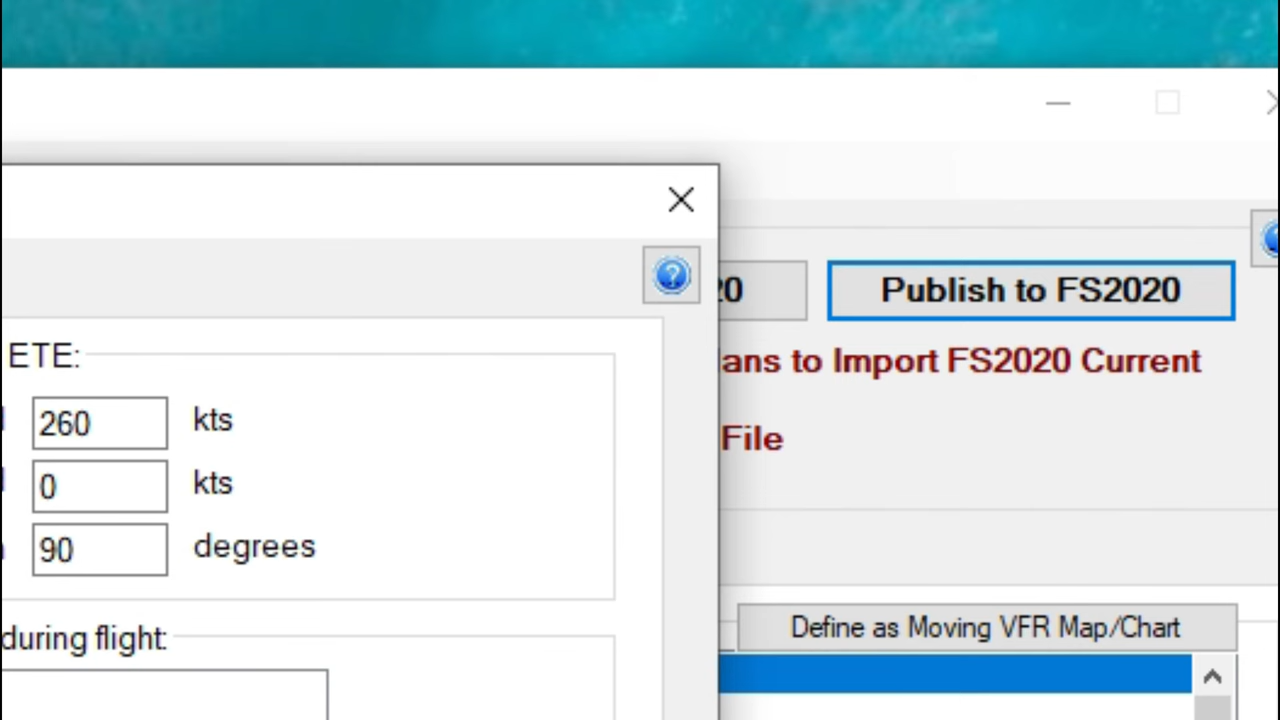 20
Publish to FS2020
ETE:
ans to Import FS2020 Current
260 kts
File
0 kts
90 degrees
during flight:
Define as Moving VFR Map/Chart